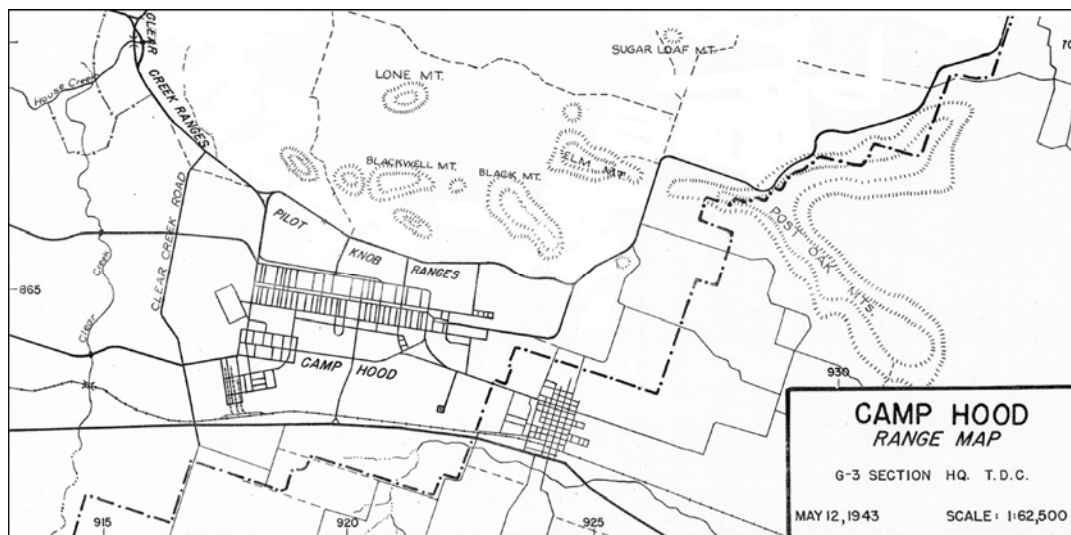 CLEAR
CREEK RANGES
House Creek
LONE MT.
SUGAR LOAF MT.
BLACKWELL MT.
BLACK MT.
ELM MT.
CLEAR CREEK ROAD
PILOT
KNOB
RANGES
POST OAK
MTS.
Creek
Clear
865
CAMP HOOD
930
CAMP HOOD
RANGE MAP
G-3 SECTION HQ. T.D.C.
MAY 12, 1943 SCALE: 1:62,500
915
920
925